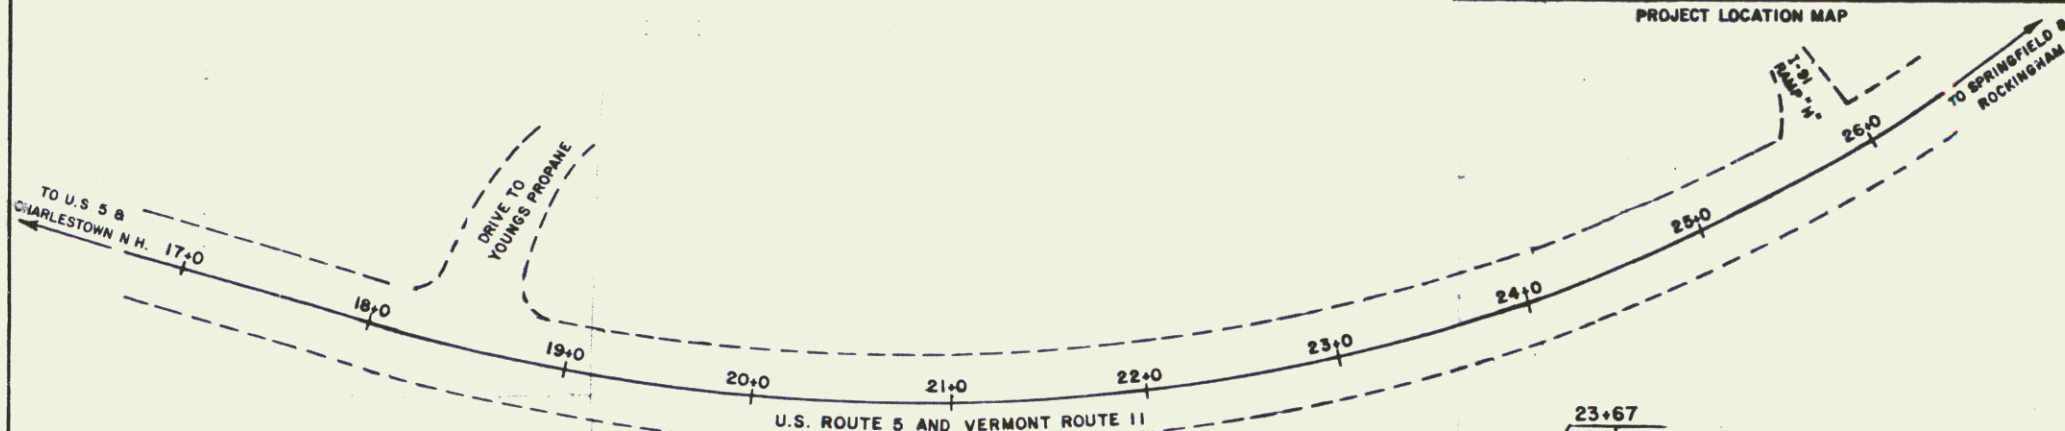 PROJECT LOCATION MAP
TO SPRINGFIELD
ROCKINGHAM
I-91
RAMP "H"
26+0
TO U.S 5 &
CHARLESTOWN N H.
DRIVE TO
YOUNGS PROPANE
17+0
18+0
19+0
20+0
21+0
22+0
23+0
24+0
25+0
U.S. ROUTE 5 AND VERMONT ROUTE 11
23+67